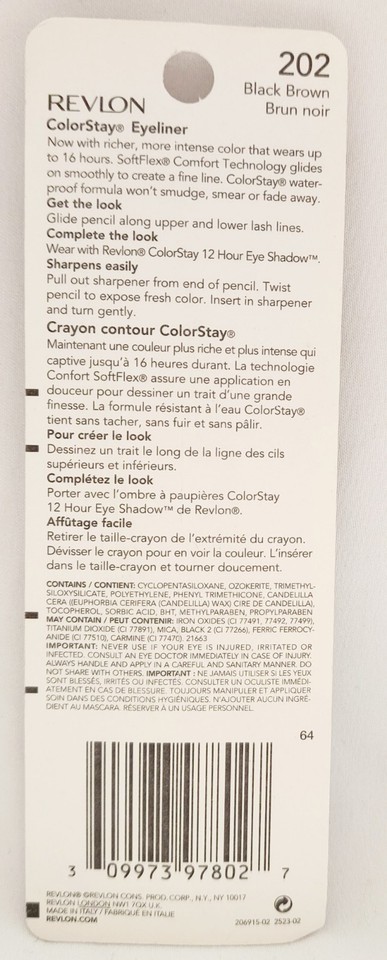 202
Black Brown
Brun noir
REVLON
ColorStay® Eyeliner
Now with richer, more intense color that wears up
to 16 hours. SoftFlex® Comfort Technology glides
on smoothly to create a fine line. ColorStay® water-
proof formula won't smudge, smear or fade away.
Get the look
Glide pencil along upper and lower lash lines.
Complete the look
Wear with Revlon® ColorStay 12 Hour Eye Shadow™.
Sharpens easily
Pull out sharpener from end of pencil. Twist
pencil to expose fresh color. Insert in sharpener
and turn gently.
Crayon contour ColorStay®
Maintenant une couleur plus riche et plus intense qui
captive jusqu'à 16 heures durant. La technologie
Confort SoftFlex® assure une application en
douceur pour dessiner un trait d'une grande
finesse. La formule résistant à l'eau ColorStay®
tient sans tacher, sans fuir et sans pâlir.
Pour créer le look
Dessinez un trait le long de la ligne des cils
supérieurs et inférieurs.
Complétez le look
Porter avec l'ombre à paupières ColorStay
12 Hour Eye Shadow™ de Revlon®.
Affûtage facile
Retirer le taille-crayon de l'extrémité du crayon.
Dévisser le crayon pour en voir la couleur. L'insérer
dans le taille-crayon et tourner doucement.
CONTAINS / CONTIENT: CYCLOPENTASILOXANE, OZOKERITE, TRIMETHYL-
SILOXYSILICATE, POLYETHYLENE, PHENYL TRIMETHICONE, CANDELILLA
CERA ((EUPHORBIA CERIFERA (CANDELILLA) WAX) CIRE DE CANDELILLA),
TOCOPHEROL, SORBIC ACID, BHT, METHYLPARABEN, PROPYLPARABEN
MAY CONTAIN / PEUT CONTENIR: IRON OXIDES (CI 77491, 77492, 77499),
TITANIUM DIOXIDE (CI 77891), MICA, BLACK 2 (CI 77266), FERRIC FERROCY-
ANIDE (CI 77510), CARMINE (CI 77470). 21663
IMPORTANT: NEVER USE IF YOUR EYE IS INJURED, IRRITATED OR
INFECTED. CONSULT AN EYE DOCTOR IMMEDIATELY IN CASE OF INJURY.
ALWAYS HANDLE AND APPLY IN A CAREFUL AND SANITARY MANNER. DO
NOT SHARE WITH OTHERS. IMPORTANT : NE JAMAIS UTILISER SI LES YEUX
SONT BLESSÉS, IRRITÉS OU INFECTÉS. CONSULTER UN OCULISTE IMMÉDI-
ATEMENT EN CAS DE BLESSURE. TOUJOURS MANIPULER ET APPLIQUER
SOIN DANS DES CONDITIONS HYGIÉNIQUES. N'AJOUTER AUCUN INGRÉ-
DIENT AU MASCARA. RÉSERVER À UN USAGE PERSONNEL.
64
3 09973 97802 7
REVLON® ©REVLON CONS. PROD. CORP., N.Y., NY 10017
REVLON LONDON NW1 7QX U.K.
MADE IN ITALY / FABRIQUÉ EN ITALIE
REVLON.COM
206915-02 2523-02